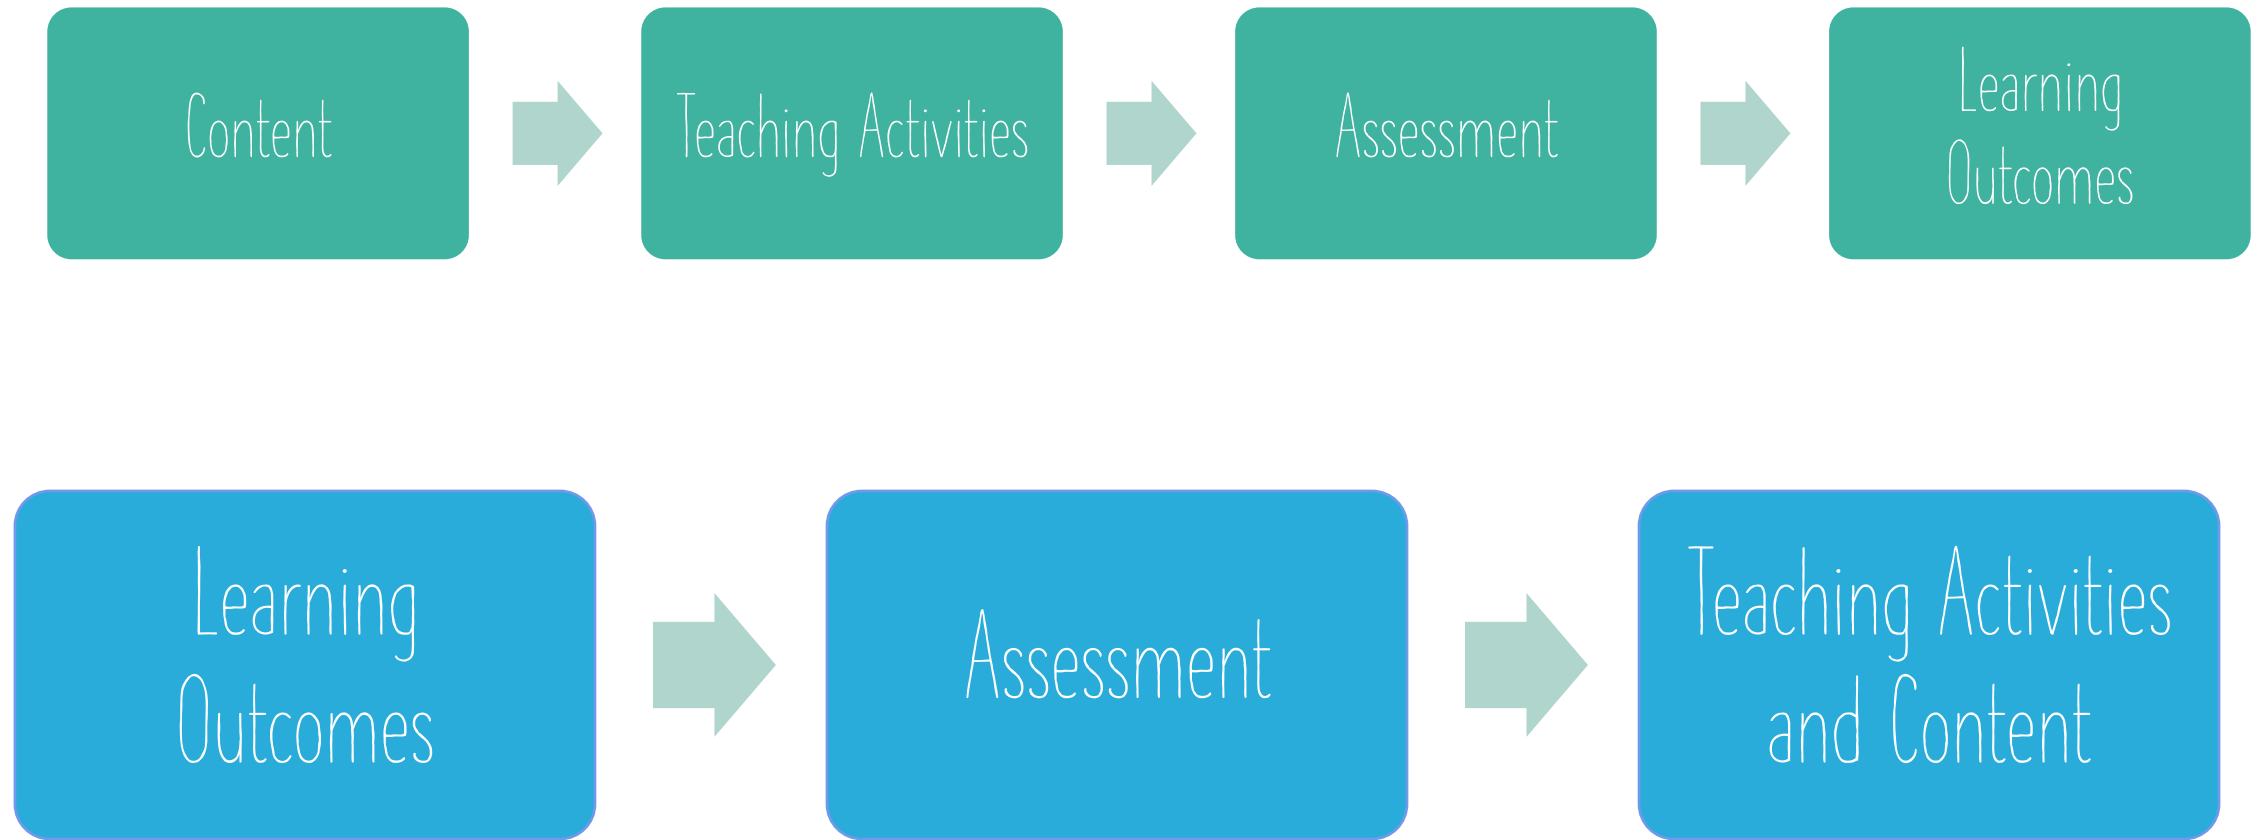 Content
Teaching Activities
Assessment
Learning
Outcomes
Learning
Outcomes
Assessment
Teaching Activities
and Content